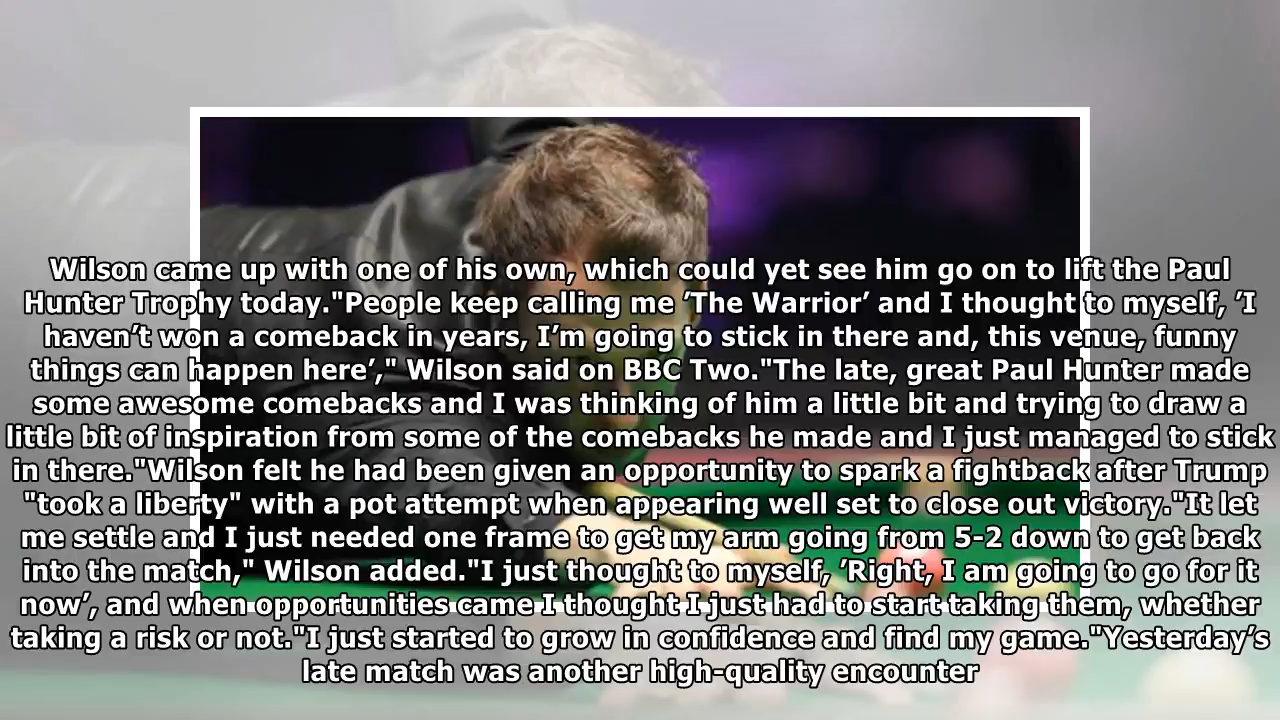 Wilson came up with one of his own, which could yet see him go on to lift the Paul
Hunter Trophy today."People keep calling me ’The Warrior’ and I thought to myself, ’I
haven’t won a comeback in years, I’m going to stick in there and, this venue, funny
things can happen here’," Wilson said on BBC Two."The late, great Paul Hunter made
some awesome comebacks and I was thinking of him a little bit and trying to draw a
little bit of inspiration from some of the comebacks he made and I just managed to stick
in there."Wilson felt he had been given an opportunity to spark a fightback after Trump
"took a liberty" with a pot attempt when appearing well set to close out victory."It let
me settle and I just needed one frame to get my arm going from 5-2 down to get back
into the match," Wilson added."I just thought to myself, ’Right, I am going to go for it
now’, and when opportunities came I thought I just had to start taking them, whether
taking a risk or not."I just started to grow in confidence and find my game."Yesterday’s
late match was another high-quality encounter